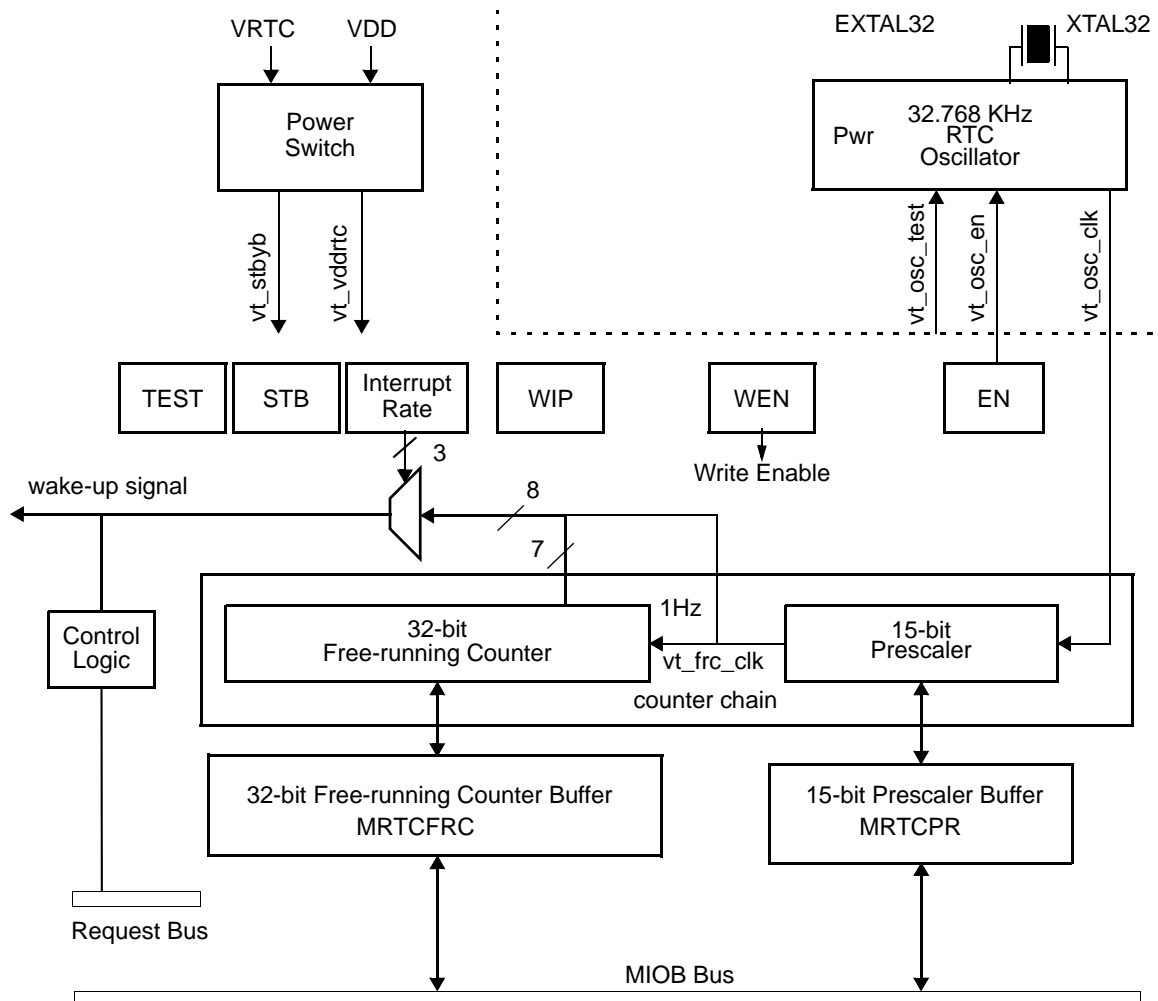 VRTC
VDD
EXTAL32
XTAL32
Power
Switch
Pwr
32.768 KHz
RTC
Oscillator
vt_stbyb
vt_vddrtc
vt_osc_test
vt_osc_en
vt_osc_clk
TEST
STB
Interrupt
Rate
WIP
WEN
EN
3
Write Enable
wake-up signal
8
7
Control
Logic
32-bit
Free-running Counter
1Hz
vt_frc_clk
15-bit
Prescaler
counter chain
32-bit Free-running Counter Buffer
MRTCFRC
15-bit Prescaler Buffer
MRTCPR
Request Bus
MIOB Bus